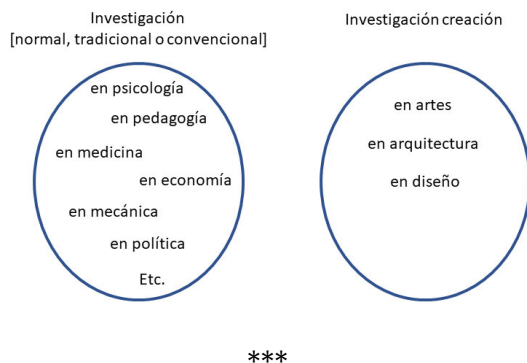 Investigación
[normal, tradicional o convencional]
en psicología
en pedagogía
en medicina
en economía
en mecánica
en política
Etc.
Investigación creación
en artes
en arquitectura
en diseño
***